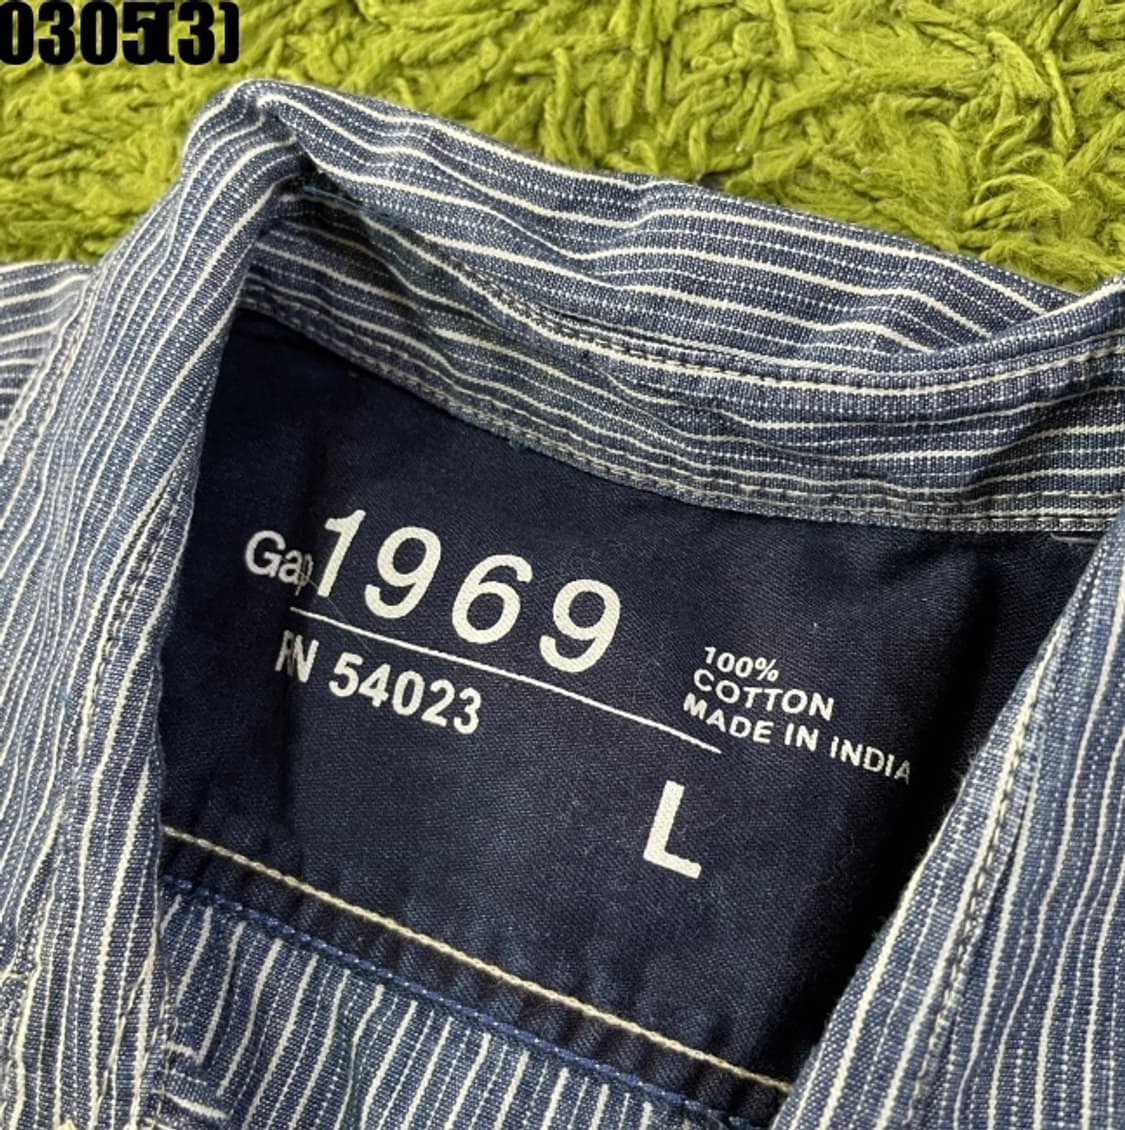 0305(3)
Gap 1969
RN 54023
100%
COTTON
MADE IN INDIA
L